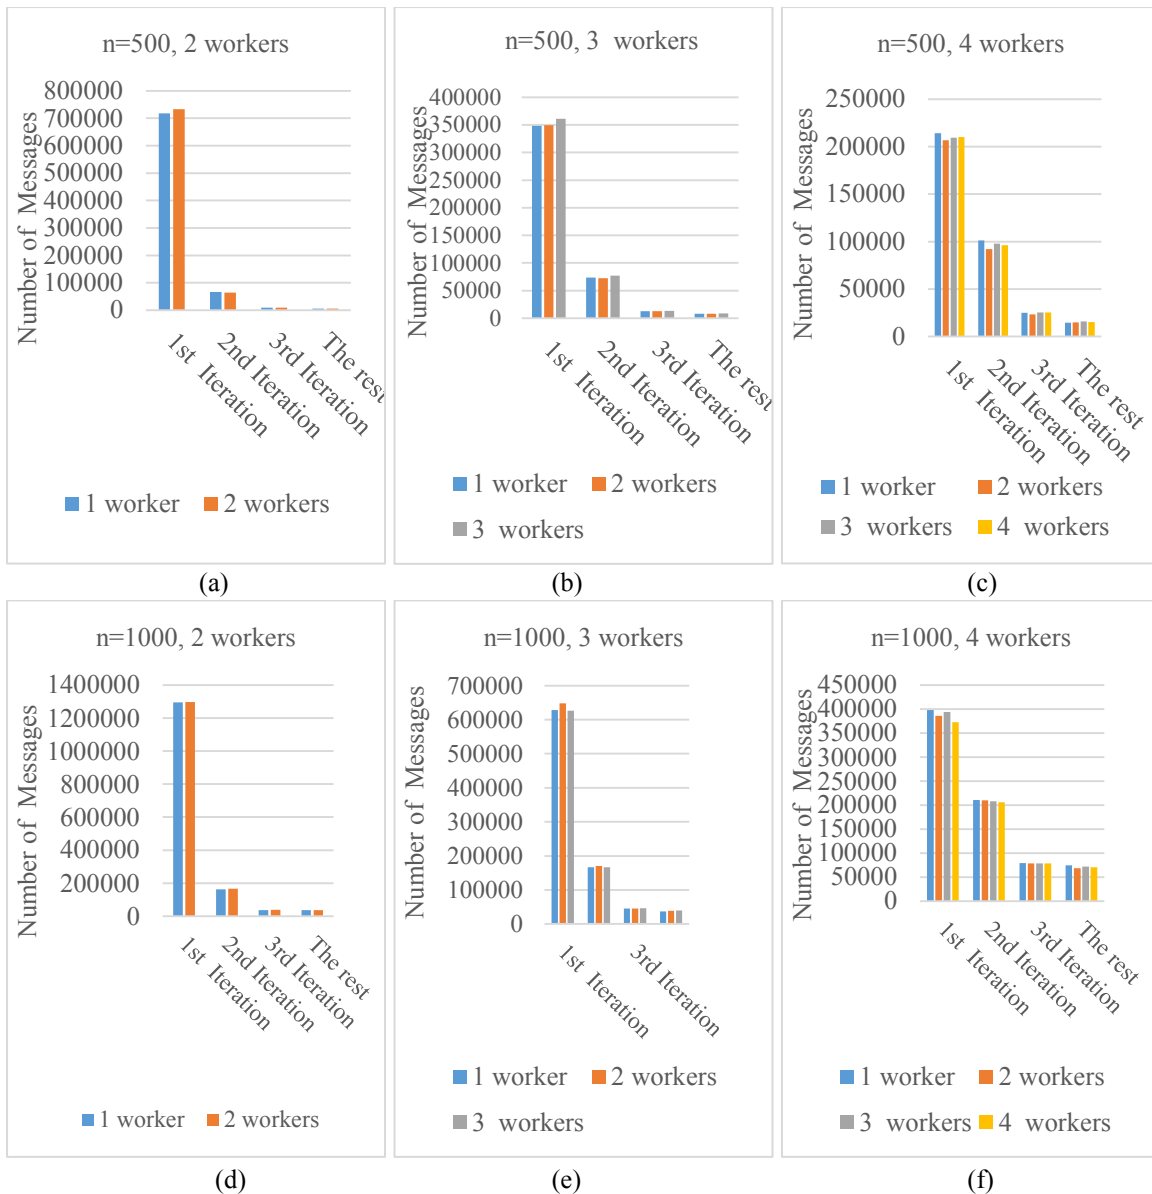 n=500, 2 workers
Number of Messages
800000
700000
600000
500000
400000
300000
200000
100000
0
1st Iteration
2nd Iteration
3rd Iteration
The rest
1 worker 2 workers
(a)
n=500, 3 workers
Number of Messages
400000
350000
300000
250000
200000
150000
100000
50000
0
1st Iteration
2nd Iteration
3rd Iteration
The rest
1 worker 2 workers
3 workers
(b)
n=500, 4 workers
Number of Messages
250000
200000
150000
100000
50000
0
1st Iteration
2nd Iteration
3rd Iteration
The rest
1 worker 2 workers
3 workers 4 workers
(c)
n=1000, 2 workers
Number of Messages
1400000
1200000
1000000
800000
600000
400000
200000
0
1st Iteration
2nd Iteration
3rd Iteration
The rest
1 worker 2 workers
(d)
n=1000, 3 workers
Number of Messages
700000
600000
500000
400000
300000
200000
100000
0
1st Iteration
3rd Iteration
1 worker 2 workers
3 workers
(e)
n=1000, 4 workers
Number of Messages
450000
400000
350000
300000
250000
200000
150000
100000
50000
0
1st Iteration
2nd Iteration
3rd Iteration
The rest
1 worker 2 workers
3 workers 4 workers
(f)